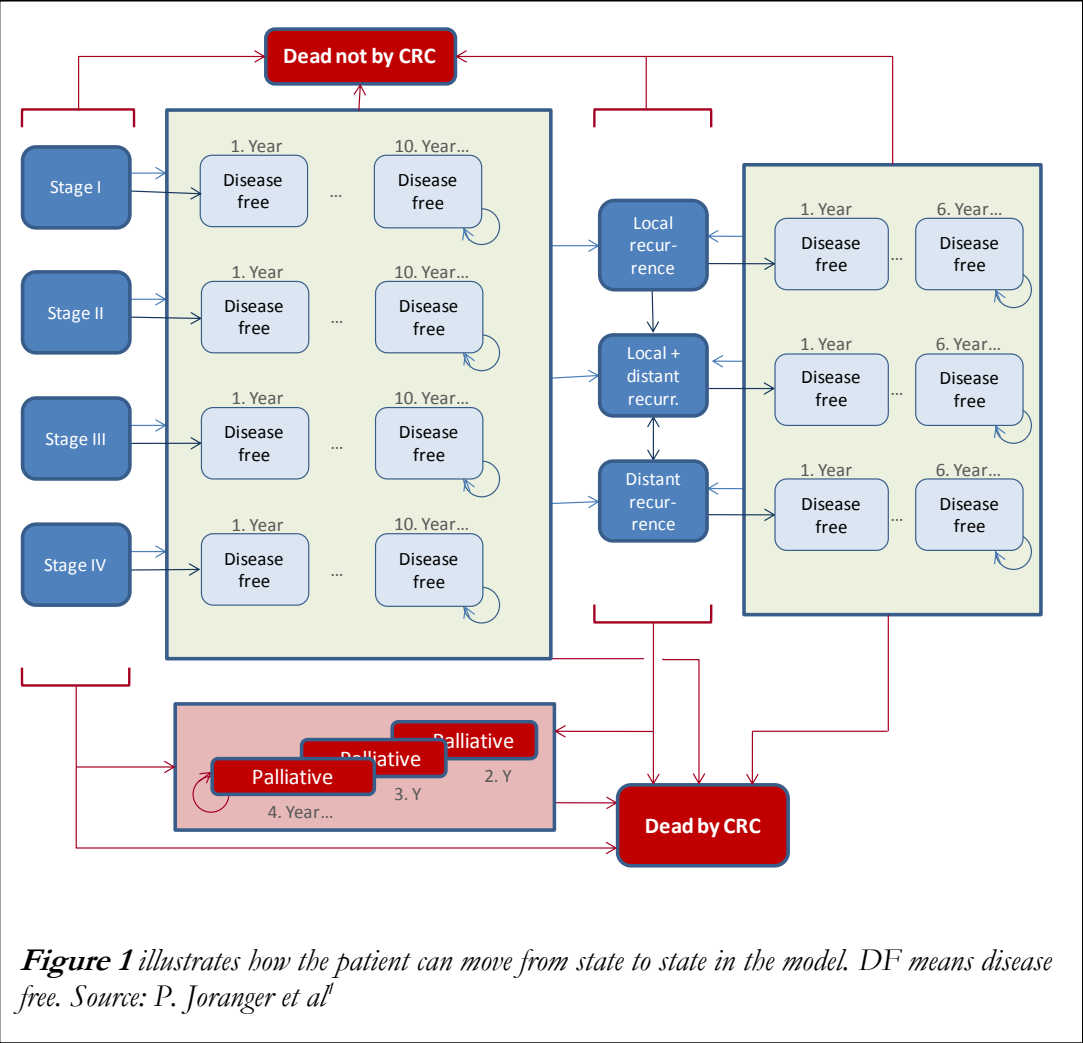 Dead not by CRC
Stage I
Stage II
Stage III
Stage IV
1. Year
10. Year...
Disease
free
...
Disease
free
1. Year
10. Year...
Disease
free
...
Disease
free
1. Year
10. Year...
Disease
free
...
Disease
free
1. Year
10. Year...
Disease
free
...
Disease
free
Local
recur-
rence
Local +
distant
recurr.
Distant
recur-
rence
1. Year
6. Year...
Disease
free
...
Disease
free
1. Year
6. Year...
Disease
free
...
Disease
free
1. Year
6. Year...
Disease
free
...
Disease
free
Palliative
2. Y
Palliative
3. Y
Palliative
4. Year...
Dead by CRC
Figure 1 illustrates how the patient can move from state to state in the model. DF means disease
free. Source: P. Joranger et al¹